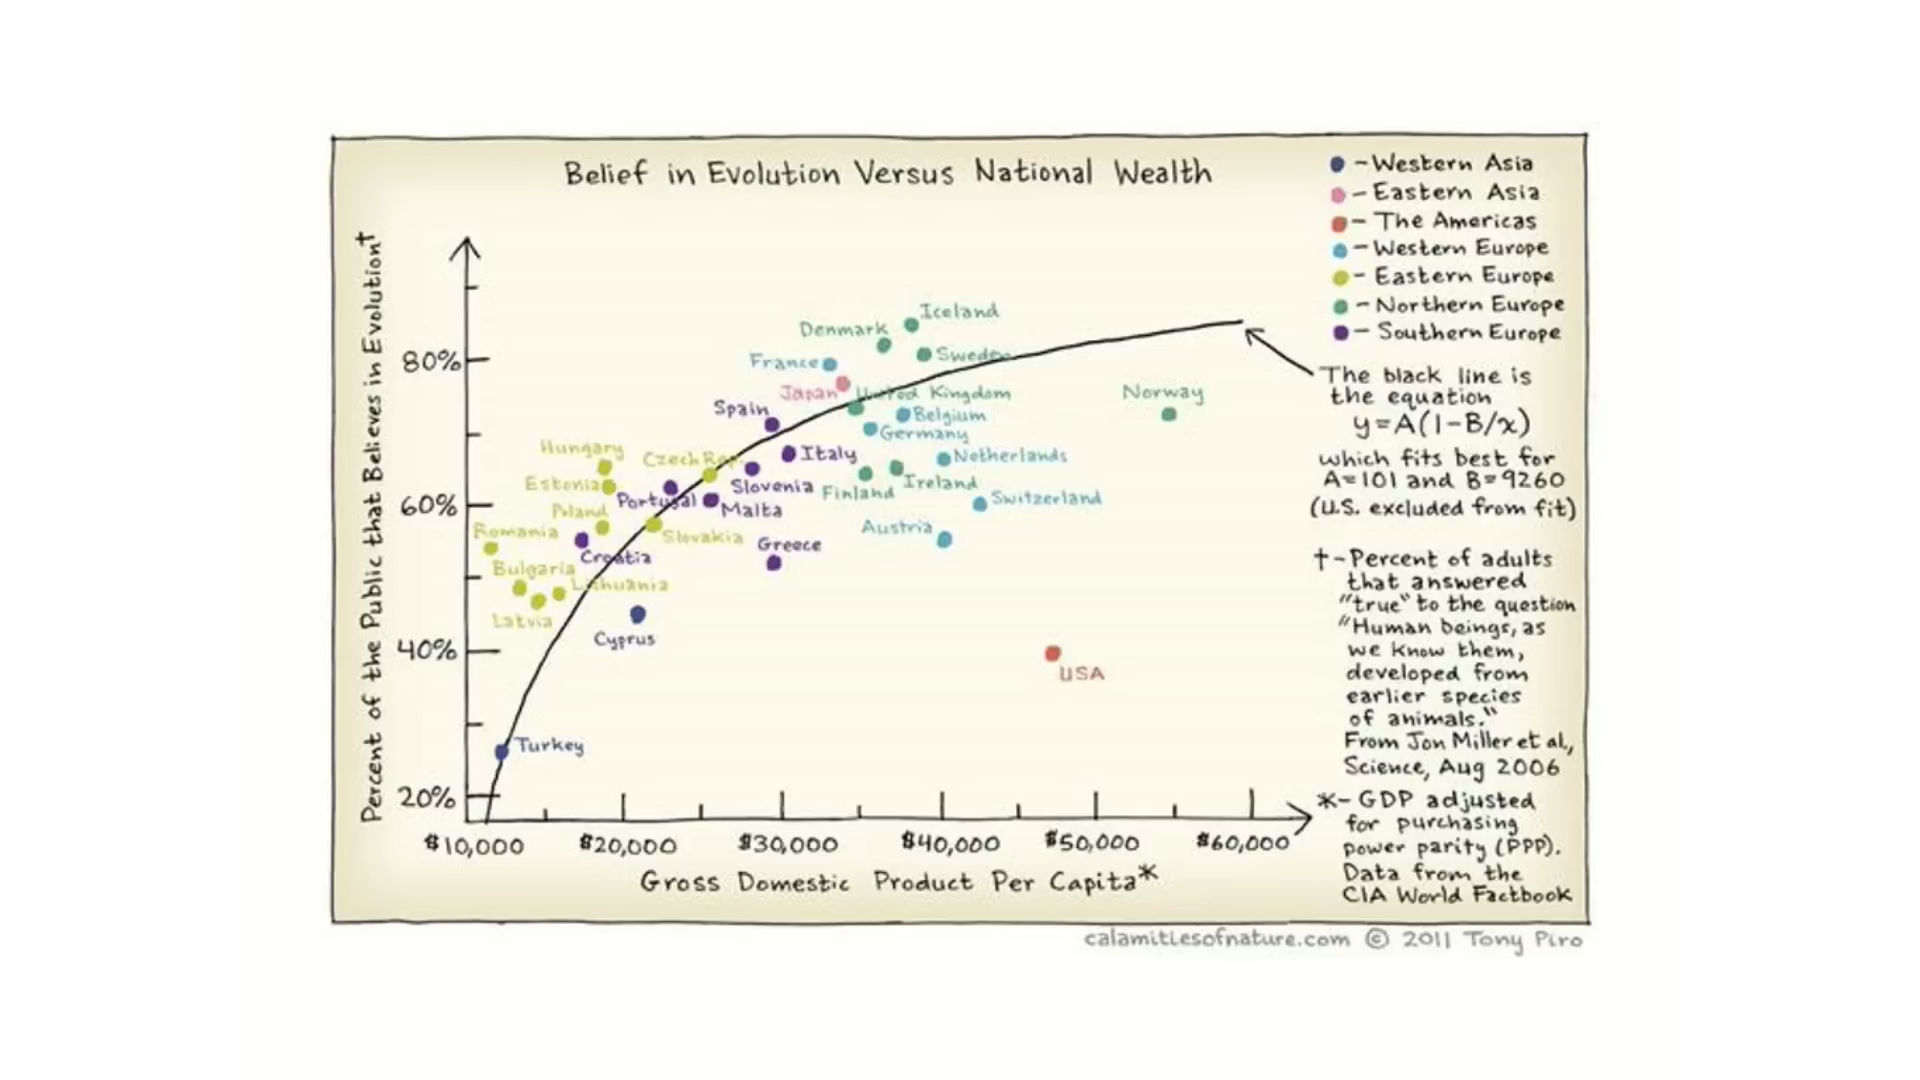 Belief in Evolution Versus National Wealth
Percent of the Public that Believes in Evolution†
80%
60%
40%
20%
$10,000
$20,000
$30,000
$40,000
$50,000
$60,000
Gross Domestic Product Per Capita*
Iceland
Denmark
Sweden
France
Japan
United Kingdom
Norway
Spain
Belgium
Germany
Hungary
Czech Rep.
Italy
Netherlands
Estonia
Portugal
Slovenia
Finland
Ireland
Switzerland
Poland
Malta
Romania
Slovakia
Austria
Croatia
Greece
Bulgaria
Lithuania
Latvia
Cyprus
USA
Turkey
- Western Asia
- Eastern Asia
- The Americas
- Western Europe
- Eastern Europe
- Northern Europe
- Southern Europe
The black line is
the equation
y=A(1-B/x)
which fits best for
A=101 and B=9260
(U.S. excluded from fit)
†-Percent of adults
that answered
"true" to the question
"Human beings, as
we know them,
developed from
earlier species
of animals."
From Jon Miller et al.,
Science, Aug 2006
*- GDP adjusted
for purchasing
power parity (PPP).
Data from the
CIA World Factbook
calamitiesofnature.com © 2011 Tony Piro